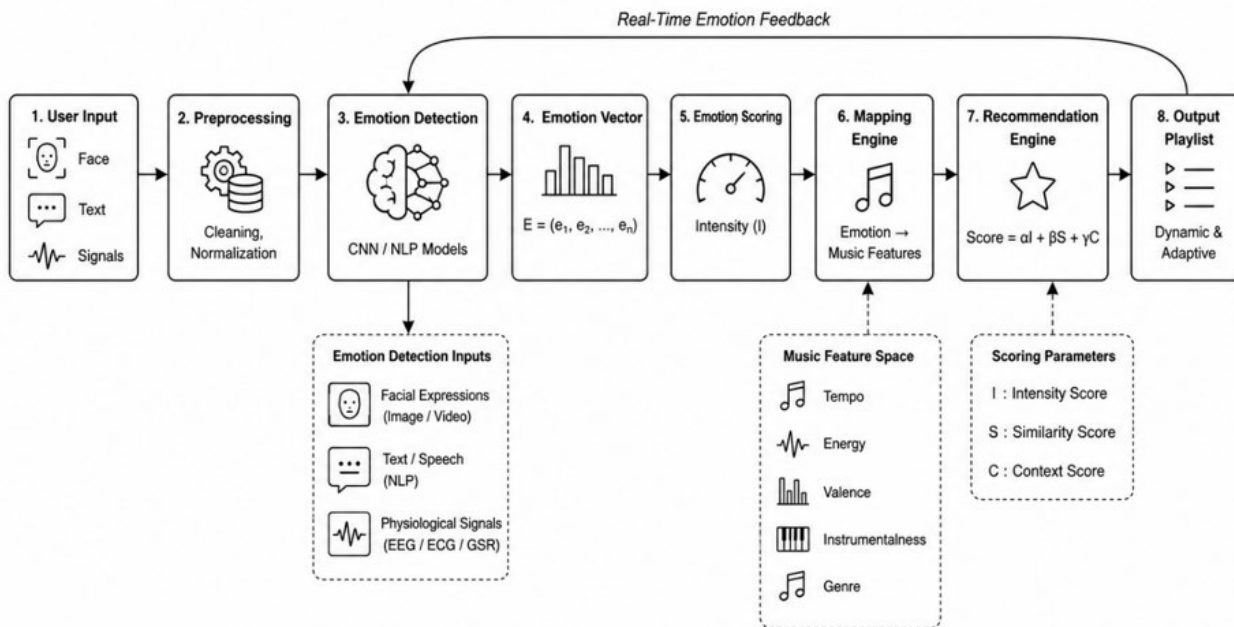 Real-Time Emotion Feedback
1. User Input
Face
Text
Signals
2. Preprocessing
Cleaning,
Normalization
3. Emotion Detection
CNN / NLP Models
4. Emotion Vector
E = (e₁, e₂, ..., eₙ)
5. Emotion Scoring
Intensity (I)
6. Mapping
Engine
Emotion →
Music Features
7. Recommendation
Engine
Score = αI + βS + γC
8. Output
Playlist
Dynamic &
Adaptive
Emotion Detection Inputs
Facial Expressions
(Image / Video)
Text / Speech
(NLP)
Physiological Signals
(EEG / ECG / GSR)
Music Feature Space
Tempo
Energy
Valence
Instrumentalness
Genre
Scoring Parameters
I : Intensity Score
S : Similarity Score
C : Context Score